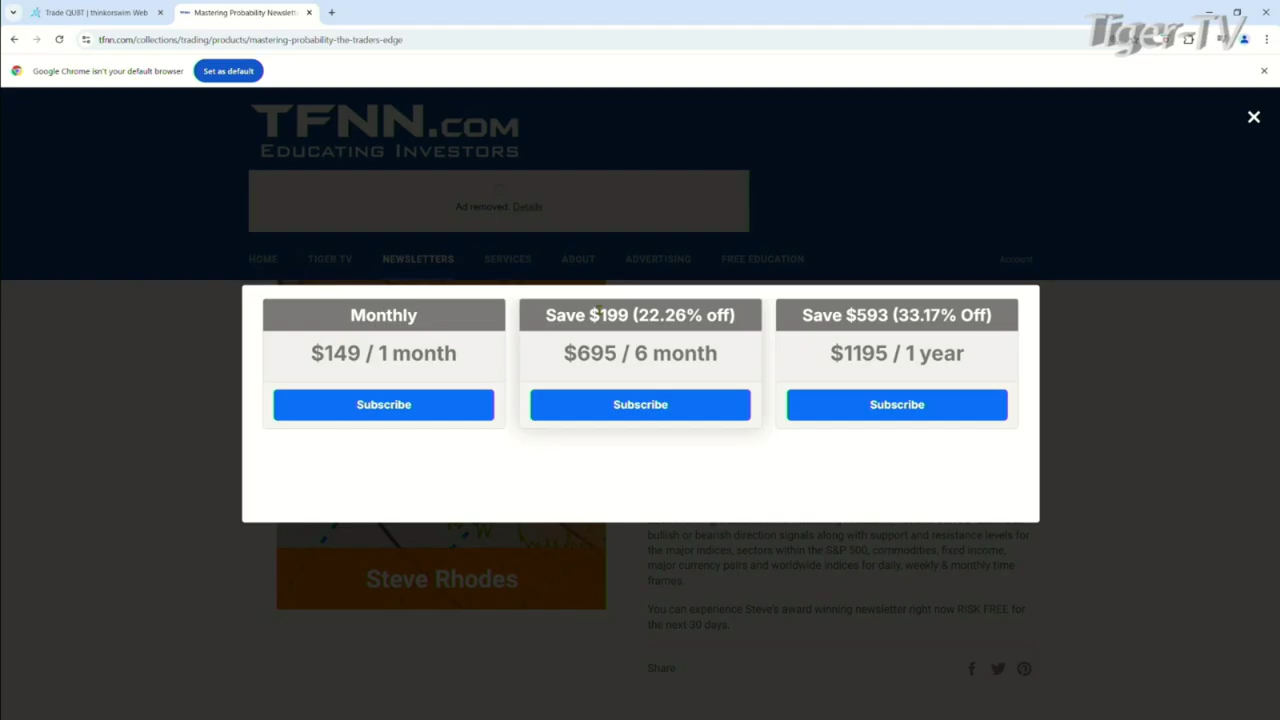 Trade QUBT | thinkorswim Web
Mastering Probability Newslett
Tiger-TV
tfnn.com/collections/trading/products/mastering-probability-the-traders-edge
Google Chrome isn't your default browser
Set as default
TFNN.COM
EDUCATING INVESTORS
Ad removed. Details
HOME TIGER TV NEWSLETTERS SERVICES ABOUT ADVERTISING FREE EDUCATION Account
Monthly
$149 / 1 month
Subscribe
Save $199 (22.26% off)
$695 / 6 month
Subscribe
Save $593 (33.17% Off)
$1195 / 1 year
Subscribe
bullish or bearish direction signals along with support and resistance levels for
the major indices, sectors within the S&P 500, commodities, fixed income,
major currency pairs and worldwide indices for daily, weekly & monthly time
frames.
Steve Rhodes
You can experience Steve's award winning newsletter right now RISK FREE for
the next 30 days.
Share